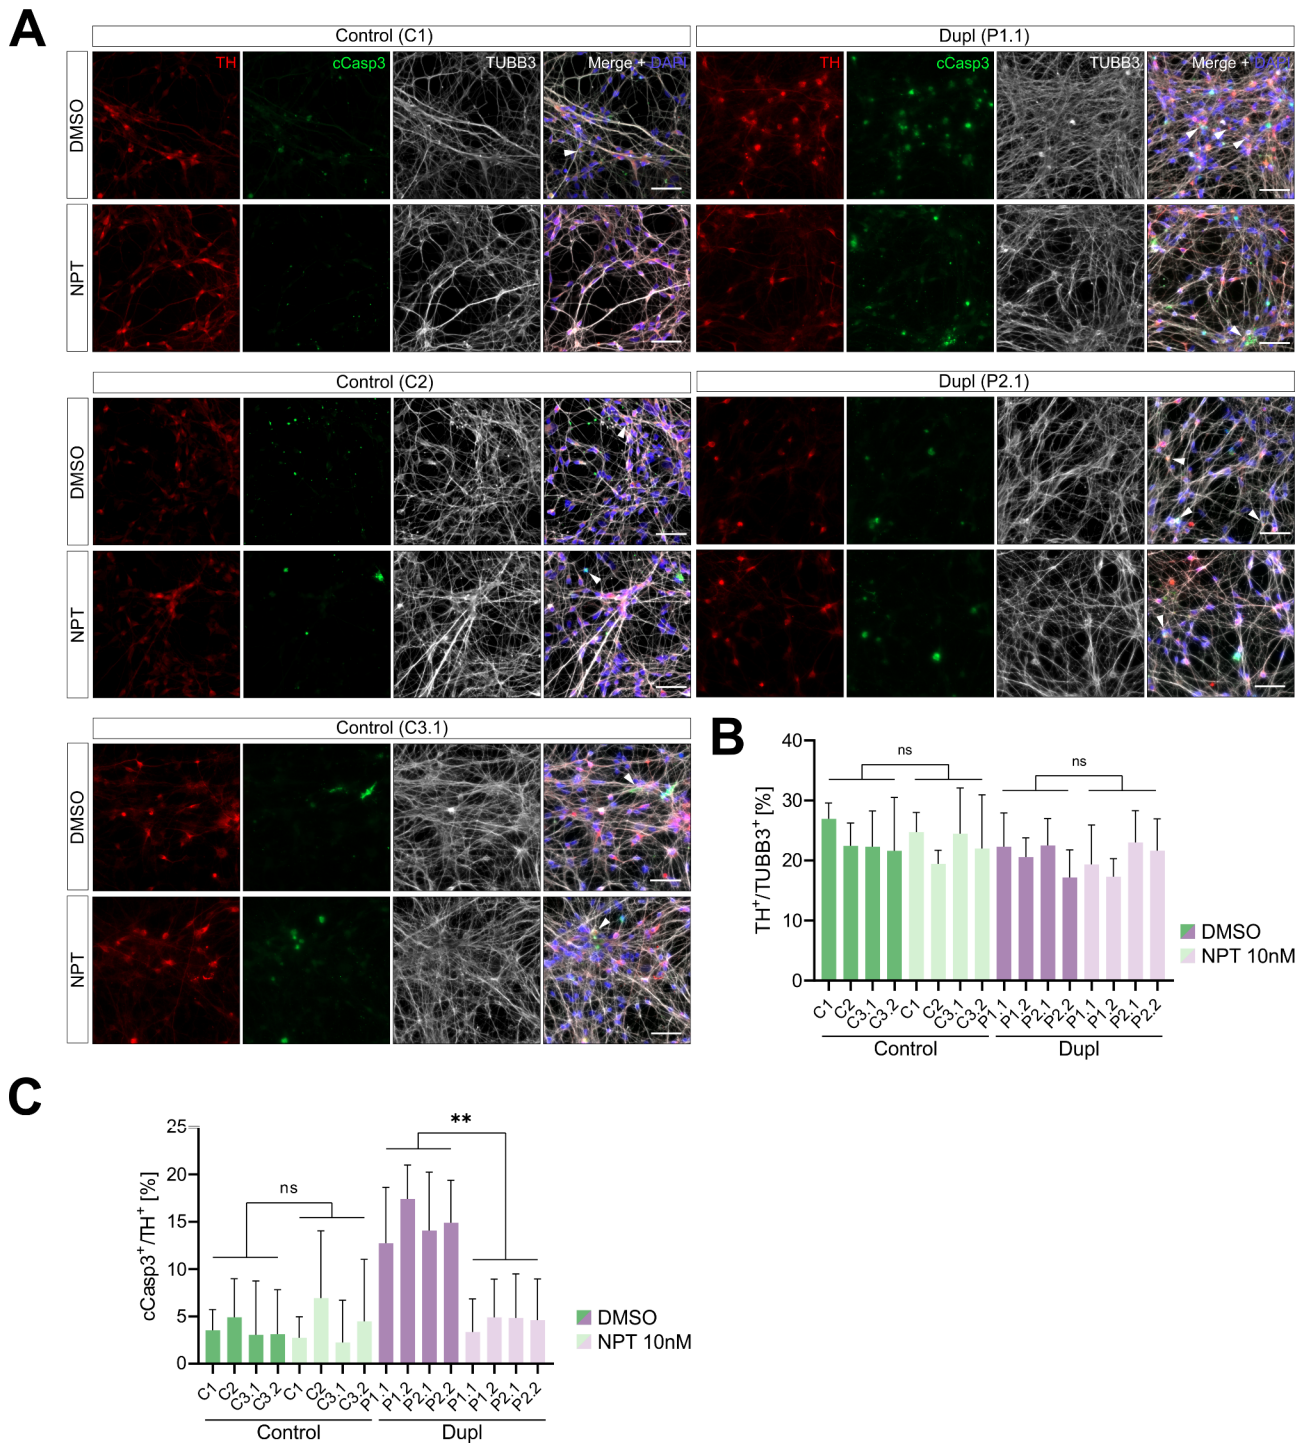 A
Control (C1)
Dupl (P1.1)
DMSO
TH
cCasp3
TUBB3
Merge + DAPI
TH
cCasp3
TUBB3
Merge + DAPI
NPT
Control (C2)
Dupl (P2.1)
DMSO
NPT
Control (C3.1)
DMSO
NPT
B
TH+/TUBB3+ [%]
40
30
20
10
0
ns
ns
C1 C2 C3.1 C3.2 C1 C2 C3.1 C3.2 P1.1 P1.2 P2.1 P2.2 P1.1 P1.2 P2.1 P2.2
Control Dupl
DMSO
NPT 10nM
C
cCasp3+/TH+ [%]
25
20
15
10
5
0
ns
**
C1 C2 C3.1 C3.2 C1 C2 C3.1 C3.2 P1.1 P1.2 P2.1 P2.2 P1.1 P1.2 P2.1 P2.2
Control Dupl
DMSO
NPT 10nM